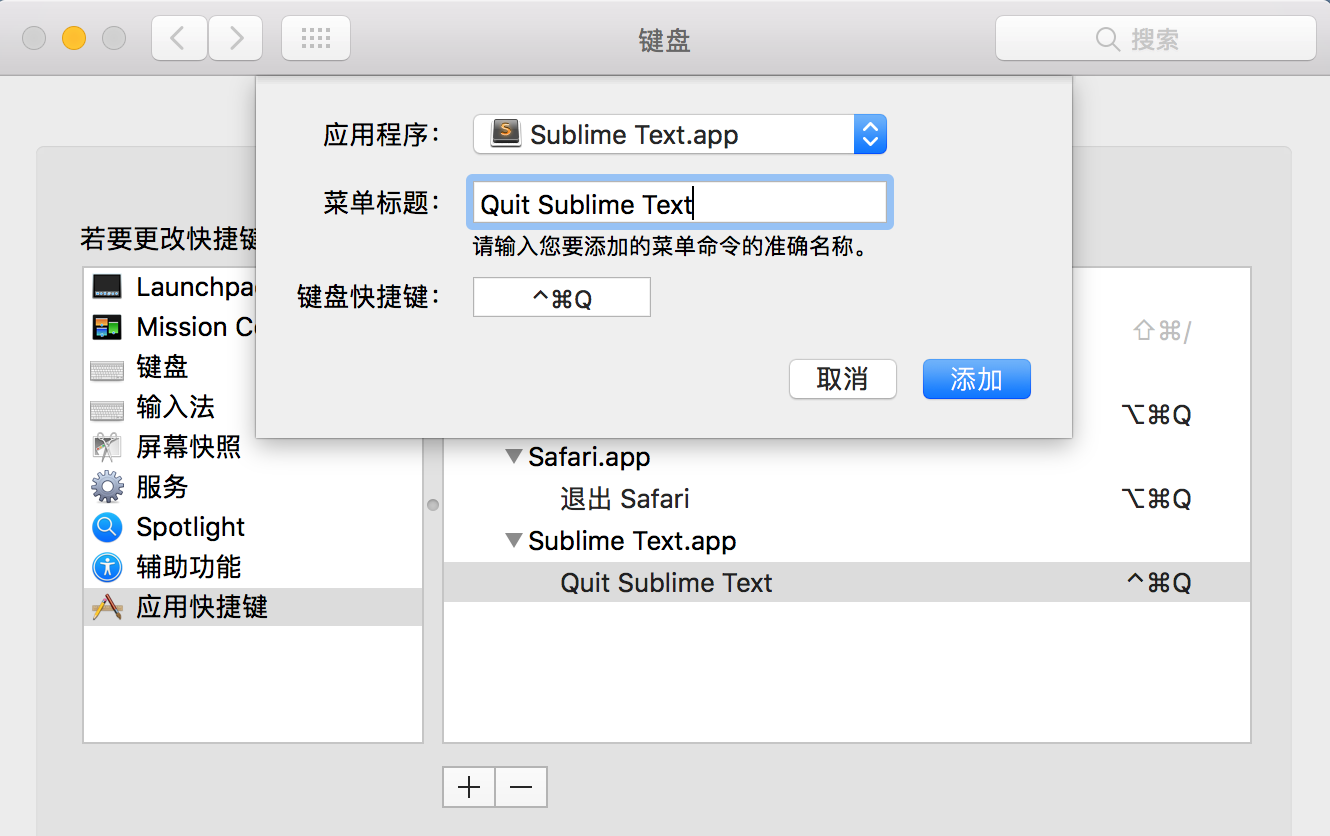 键盘
搜索
应用程序：
Sublime Text.app
菜单标题：
Quit Sublime Text
请输入您要添加的菜单命令的准确名称。
键盘快捷键：
^⌘Q
取消
添加
若要更改快捷键
Launchpa
Mission C
键盘
输入法
屏幕快照
服务
Spotlight
辅助功能
应用快捷键
⇧⌘/
⌥⌘Q
Safari.app
退出 Safari
⌥⌘Q
Sublime Text.app
Quit Sublime Text
^⌘Q